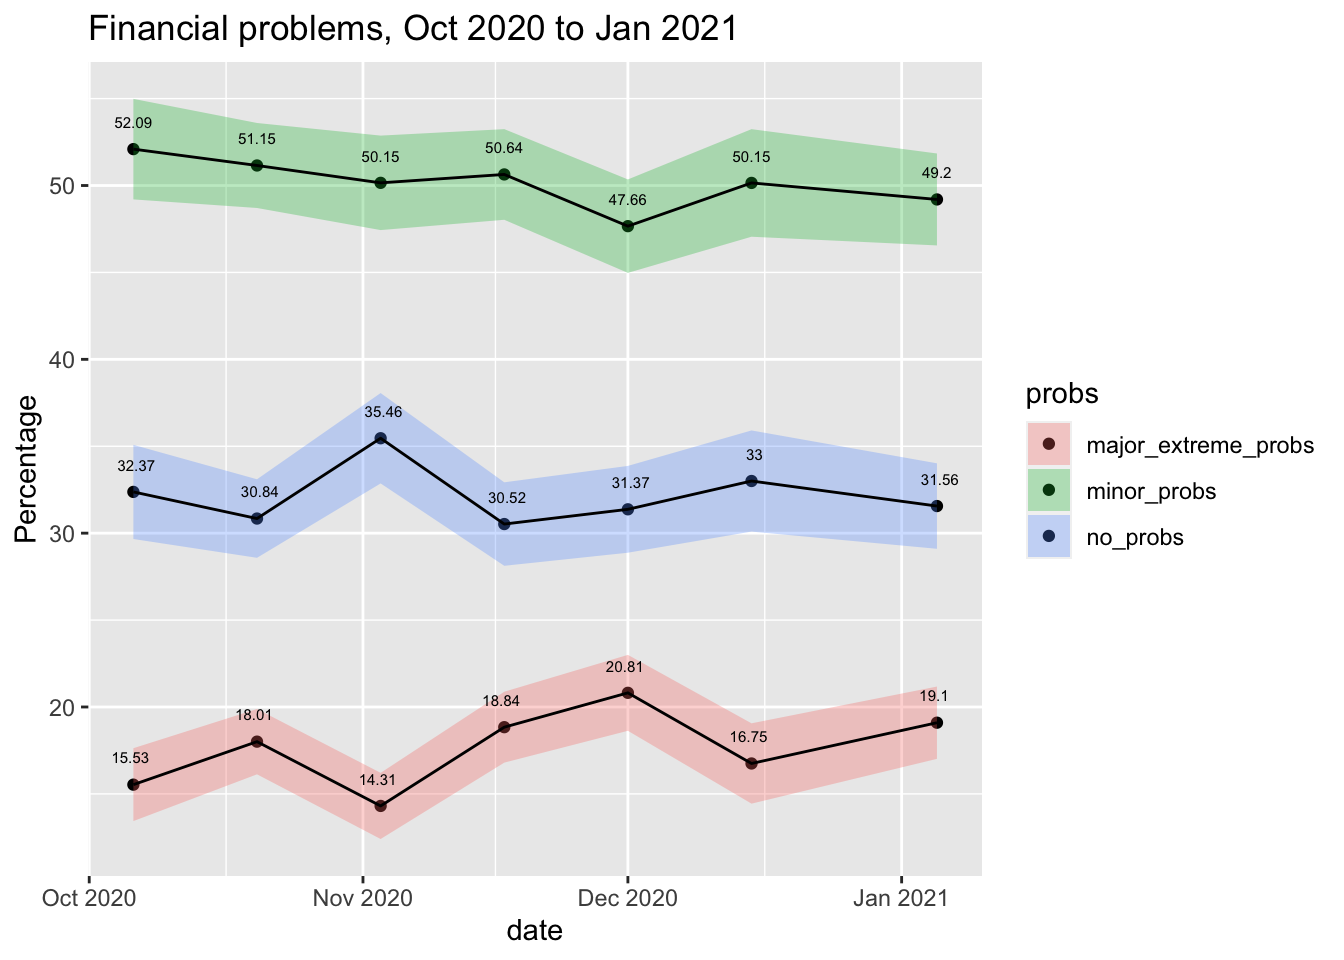 Financial problems, Oct 2020 to Jan 2021
52.09
51.15
50.15
50.64
47.66
50.15
49.2
32.37
30.84
35.46
30.52
31.37
33
31.56
15.53
18.01
14.31
18.84
20.81
16.75
19.1
50
40
30
20
Percentage
Oct 2020
Nov 2020
Dec 2020
Jan 2021
date
probs
major_extreme_probs
minor_probs
no_probs